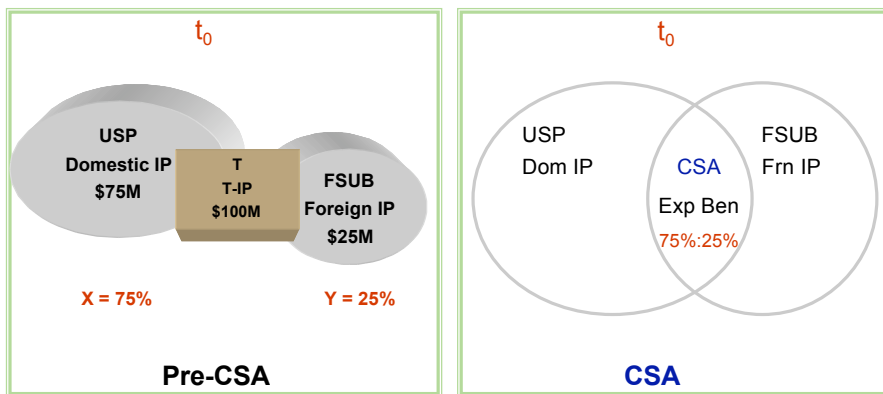 t0
USP
Domestic IP
$75M
T
T-IP
$100M
FSUB
Foreign IP
$25M
X = 75%
Y = 25%
Pre-CSA
t0
USP
Dom IP
CSA
Exp Ben
75%:25%
FSUB
Frn IP
CSA